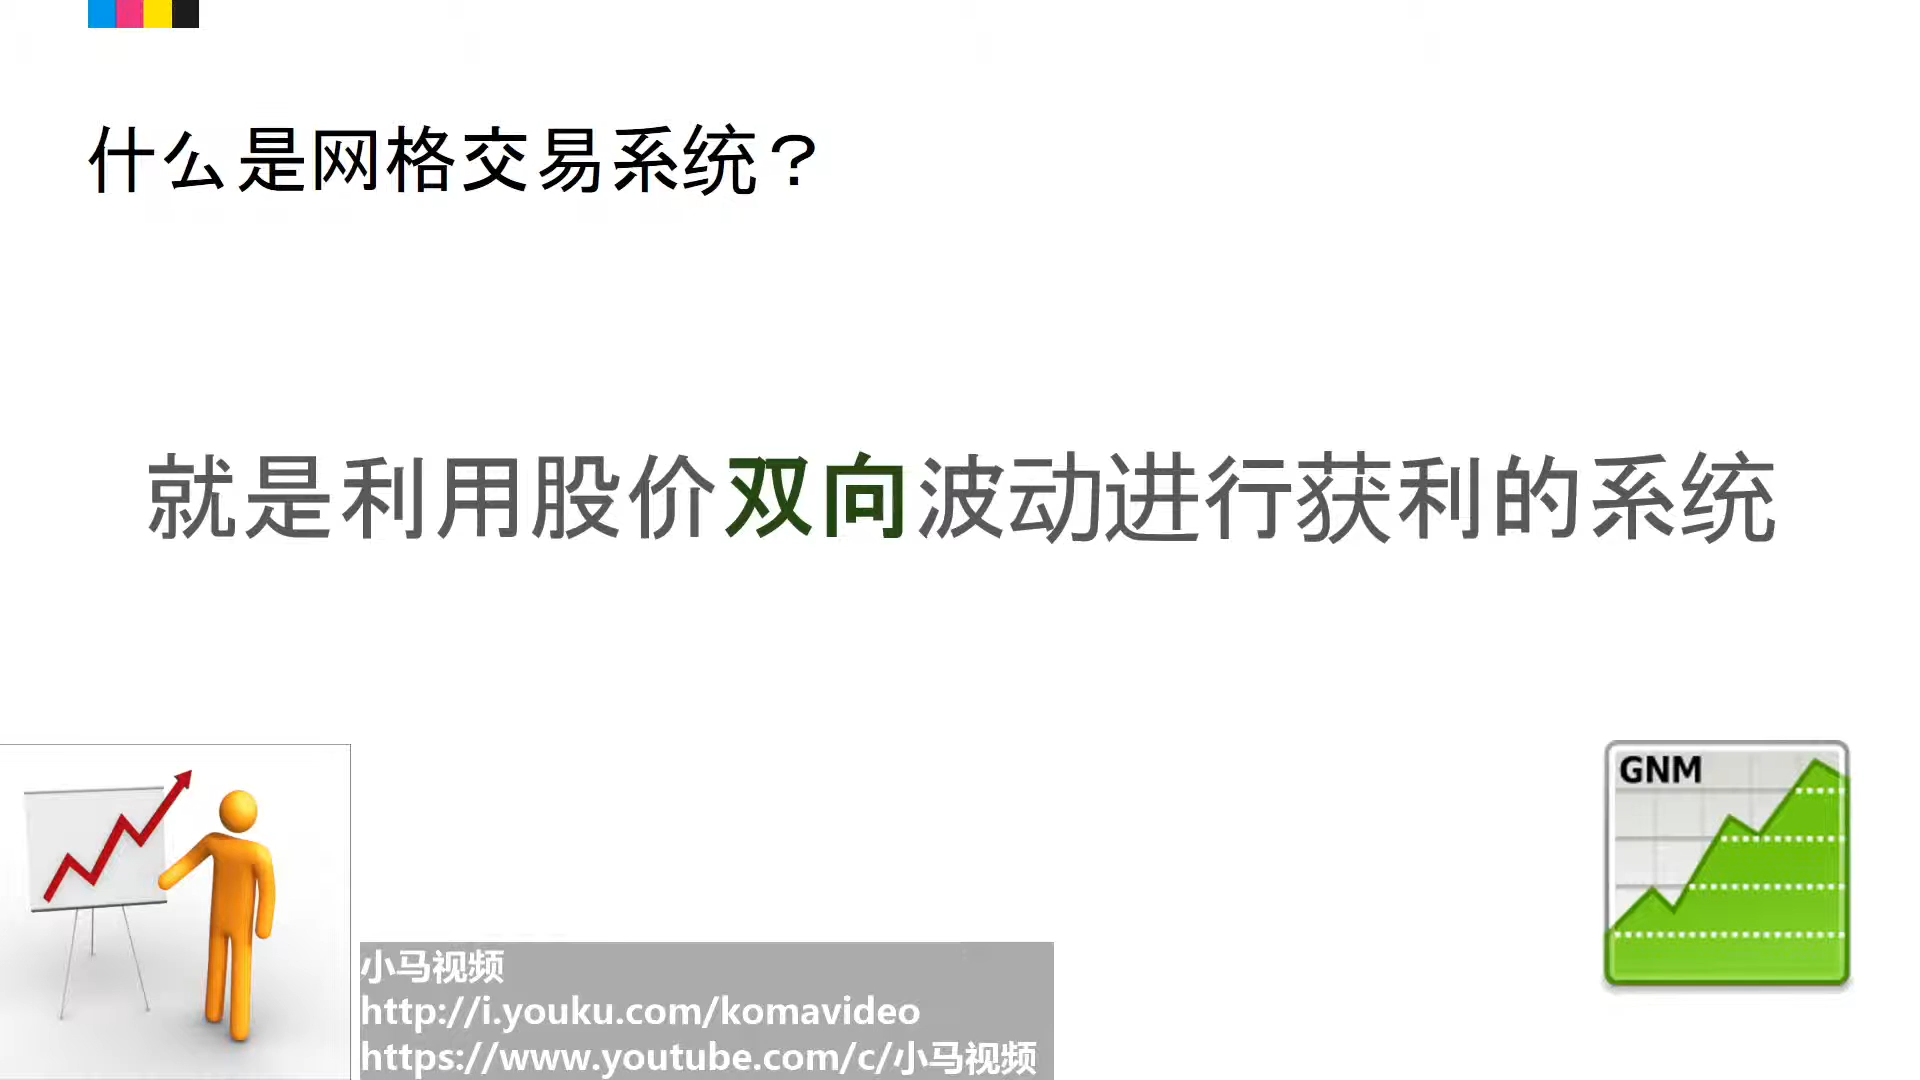 什么是网格交易系统？
就是利用股价双向波动进行获利的系统
GNM
小马视频
http://i.youku.com/komavideo
https://www.youtube.com/c/小马视频